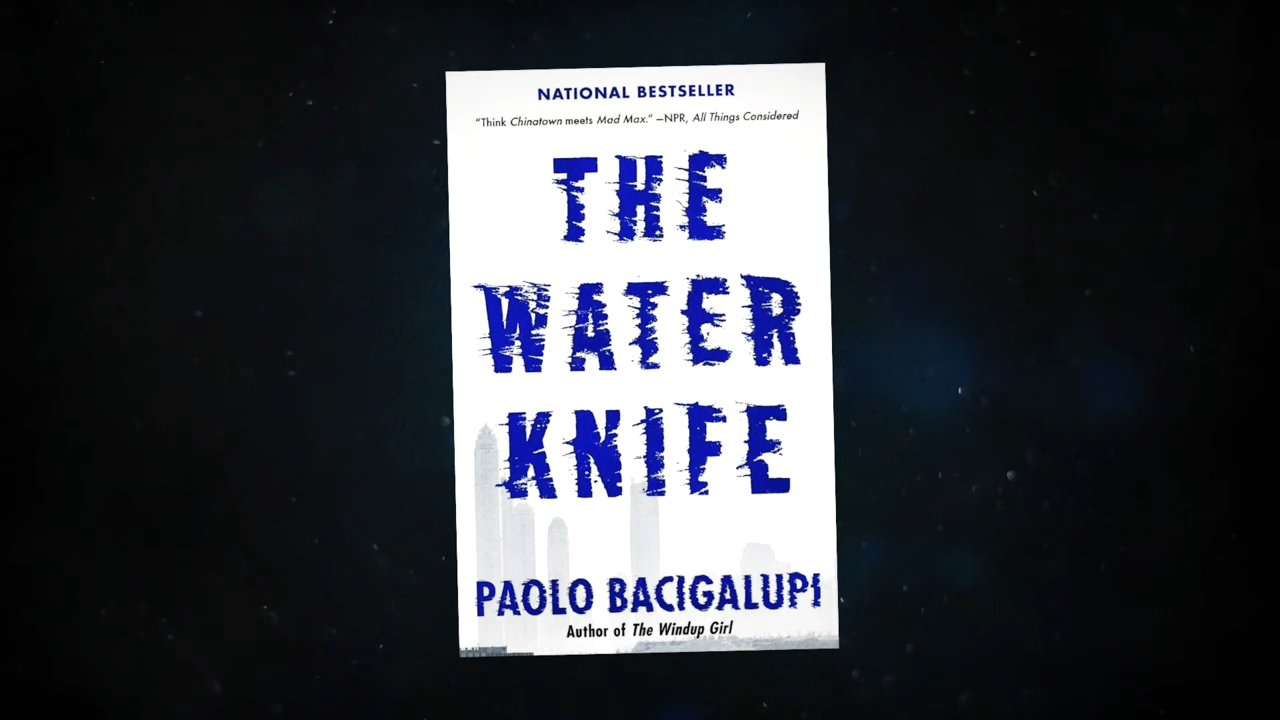 NATIONAL BESTSELLER
“Think Chinatown meets Mad Max.” —NPR, All Things Considered
THE
WATER
KNIFE
PAOLO BACIGALUPI
Author of The Windup Girl